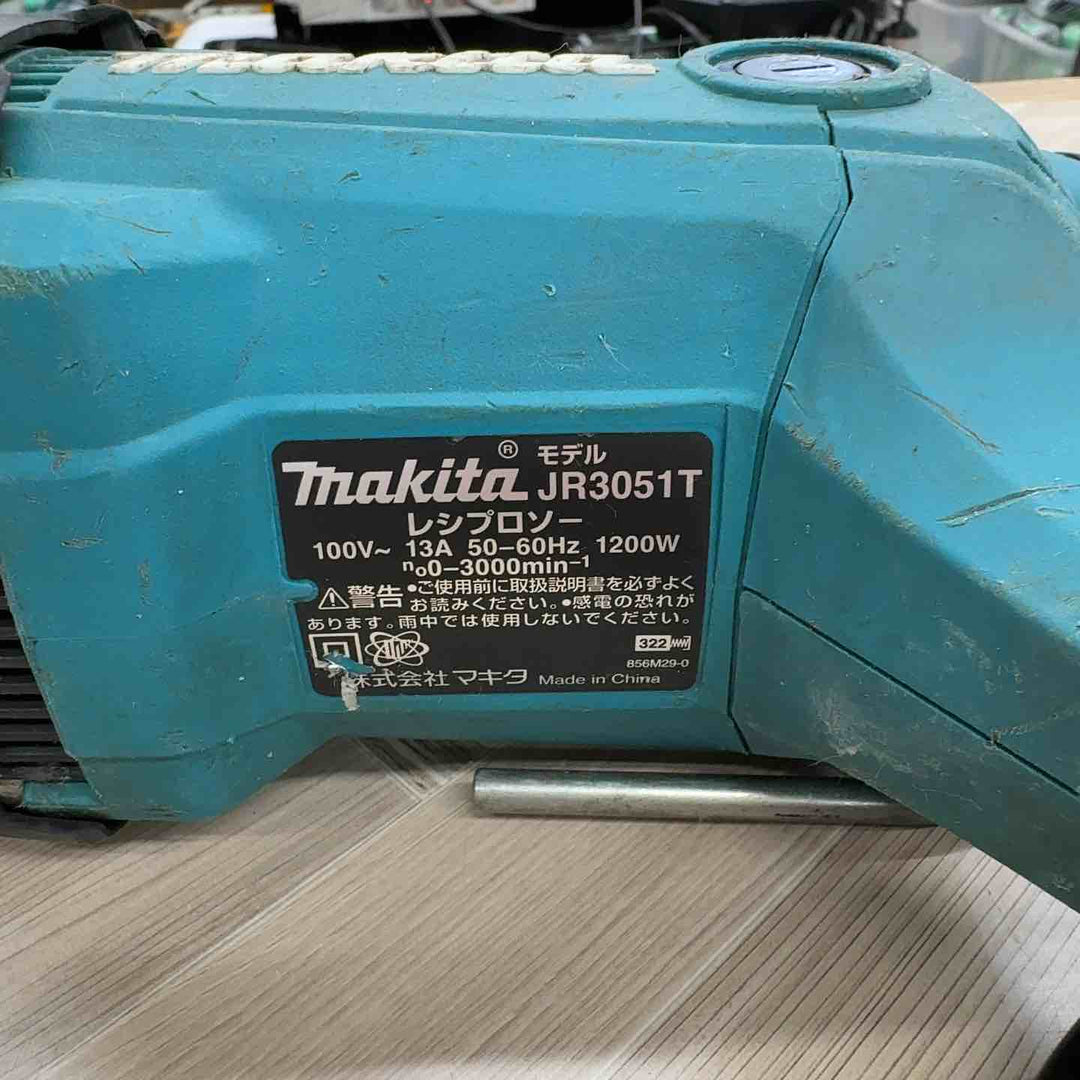 makita® モデル JR3051T
レシプロソー
100V~ 13A 50-60Hz 1200W
n₀0-3000min⁻¹
⚠警告 •ご使用前に取扱説明書を必ずよく
お読みください。•感電の恐れが
あります。雨中では使用しないでください。
322
856M29-0
株式会社 マキタ Made in China